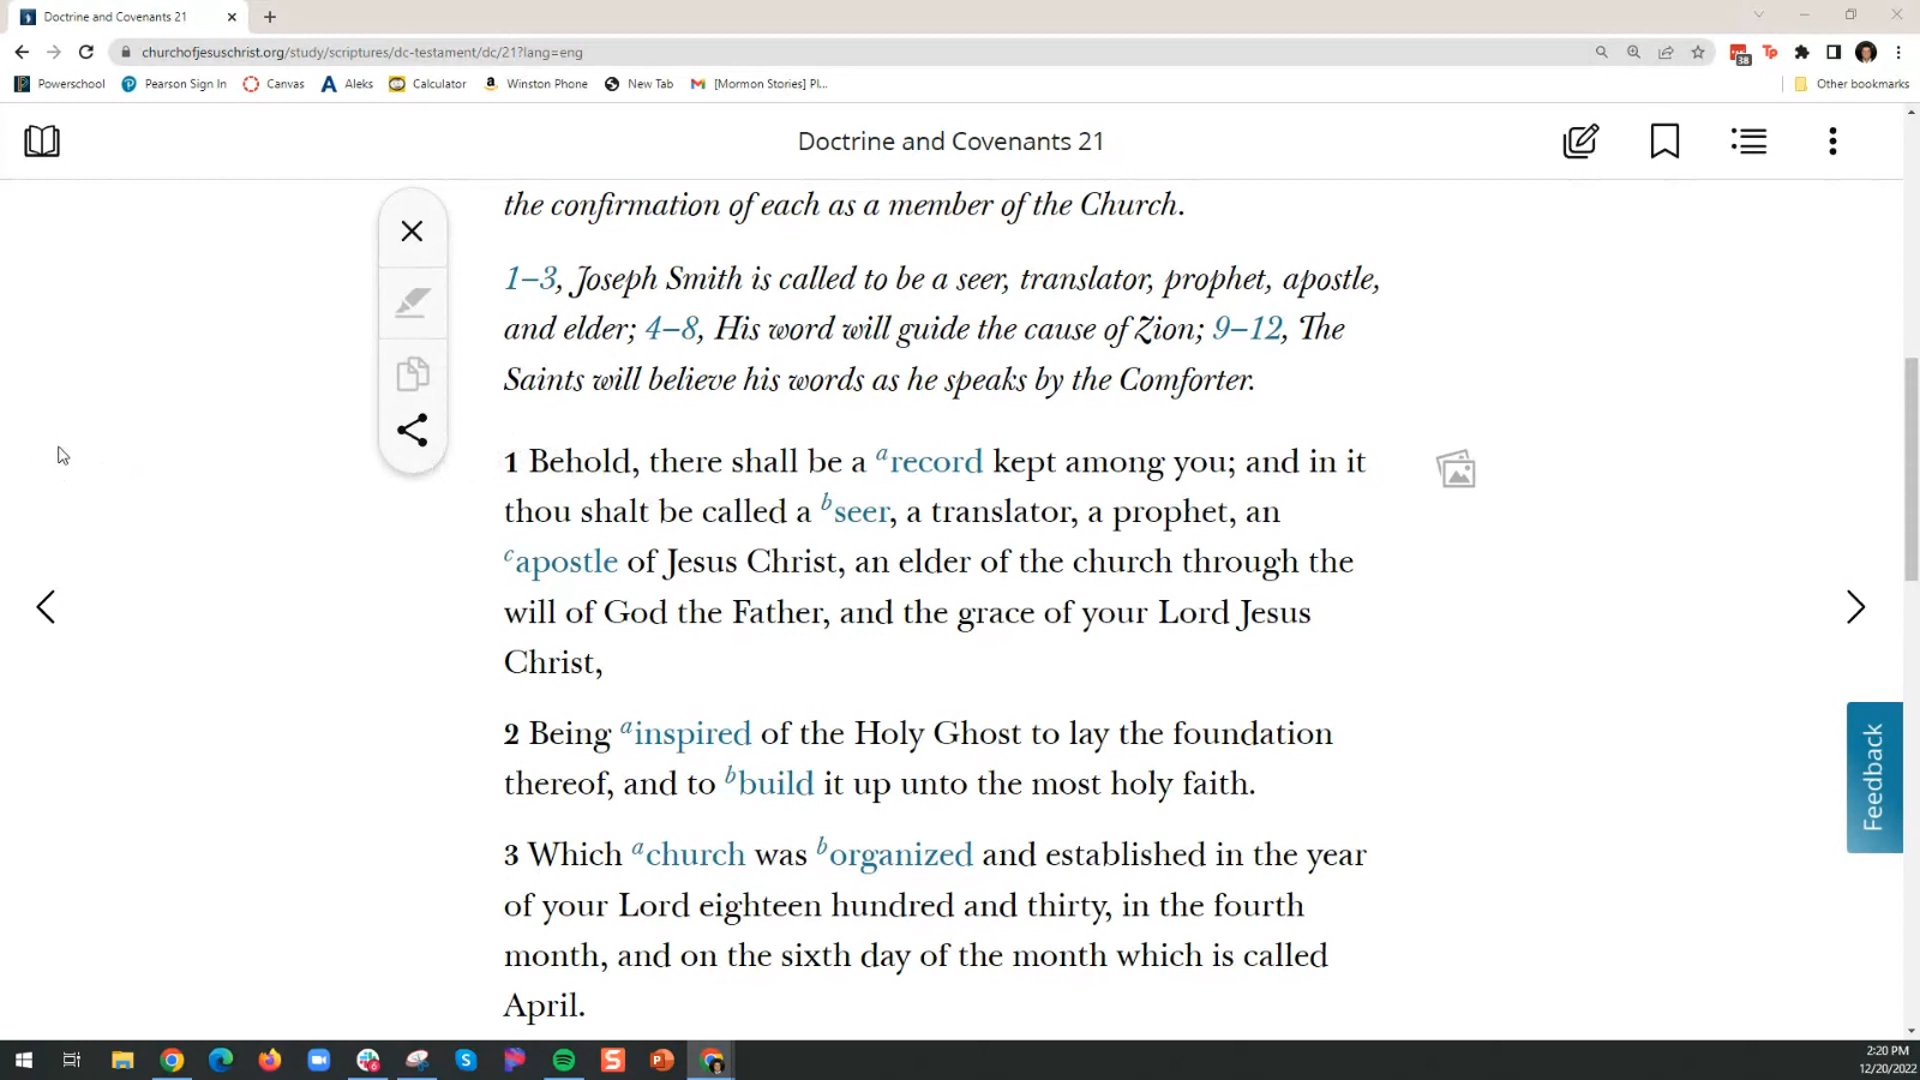 Doctrine and Covenants 21
churchofjesuschrist.org/study/scriptures/dc-testament/dc/21?lang=eng
38
Tp
Powerschool Pearson Sign In Canvas Aleks Calculator Winston Phone New Tab [Mormon Stories] Pl... Other bookmarks
Doctrine and Covenants 21
the confirmation of each as a member of the Church.
1–3, Joseph Smith is called to be a seer, translator, prophet, apostle,
and elder; 4–8, His word will guide the cause of Zion; 9–12, The
Saints will believe his words as he speaks by the Comforter.
1 Behold, there shall be a a record kept among you; and in it
thou shalt be called a b seer, a translator, a prophet, an
c apostle of Jesus Christ, an elder of the church through the
will of God the Father, and the grace of your Lord Jesus
Christ,
2 Being a inspired of the Holy Ghost to lay the foundation
thereof, and to b build it up unto the most holy faith.
3 Which a church was b organized and established in the year
of your Lord eighteen hundred and thirty, in the fourth
month, and on the sixth day of the month which is called
April.
Feedback
2:20 PM
12/20/2022